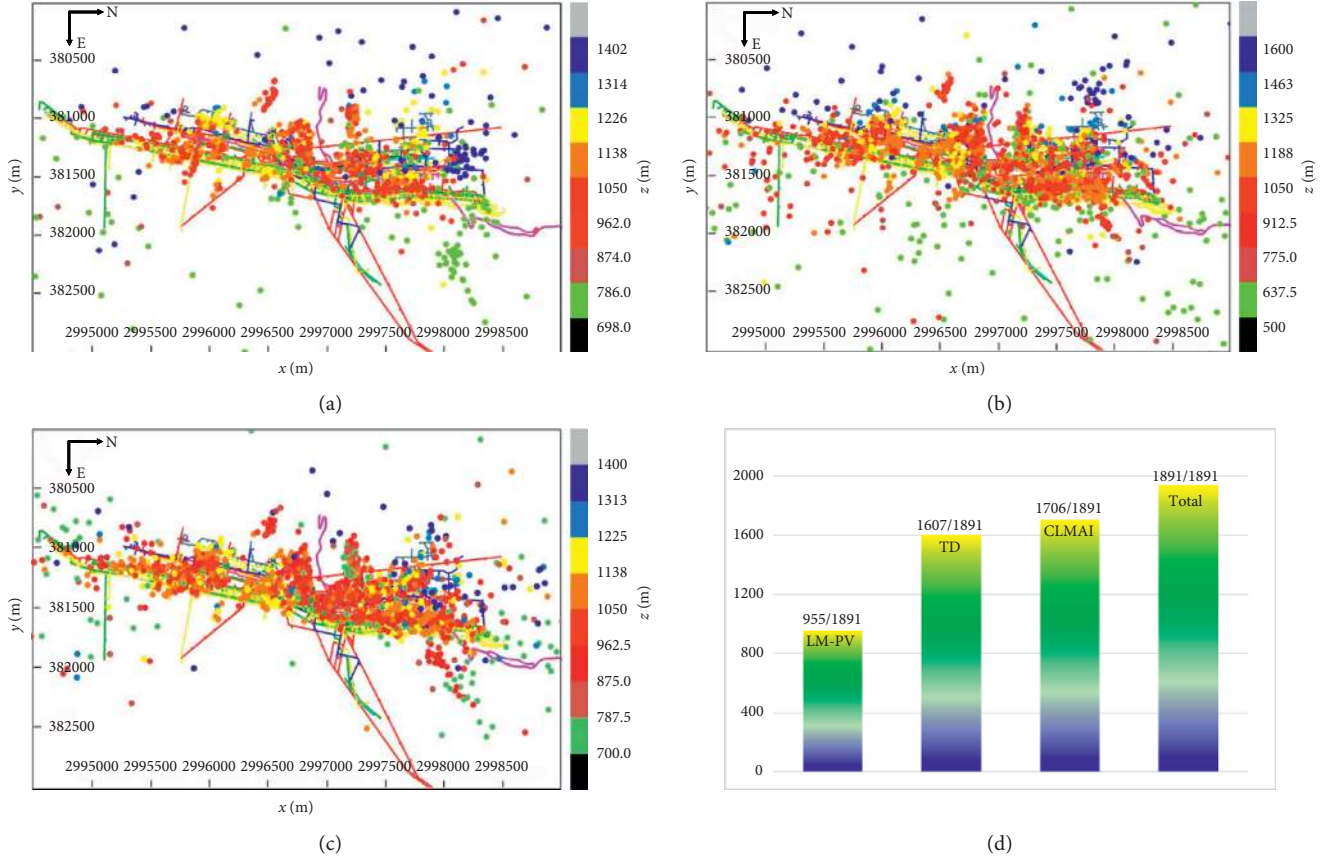 N
E
380500
381000
381500
382000
382500
y (m)
2995000 2995500 2996000 2996500 2997000 2997500 2998000 2998500
x (m)
1402
1314
1226
1138
1050
962.0
874.0
786.0
698.0
z (m)
(a)
N
E
380500
381000
381500
382000
382500
y (m)
2995000 2995500 2996000 2996500 2997000 2997500 2998000 2998500
x (m)
1600
1463
1325
1188
1050
912.5
775.0
637.5
500
z (m)
(b)
N
E
380500
381000
381500
382000
382500
y (m)
2995000 2995500 2996000 2996500 2997000 2997500 2998000 2998500
x (m)
1400
1313
1225
1138
1050
962.5
875.0
787.5
700.0
z (m)
(c)
2000
1600
1200
800
400
0
955/1891
LM-PV
1607/1891
TD
1706/1891
CLMAI
1891/1891
Total
(d)